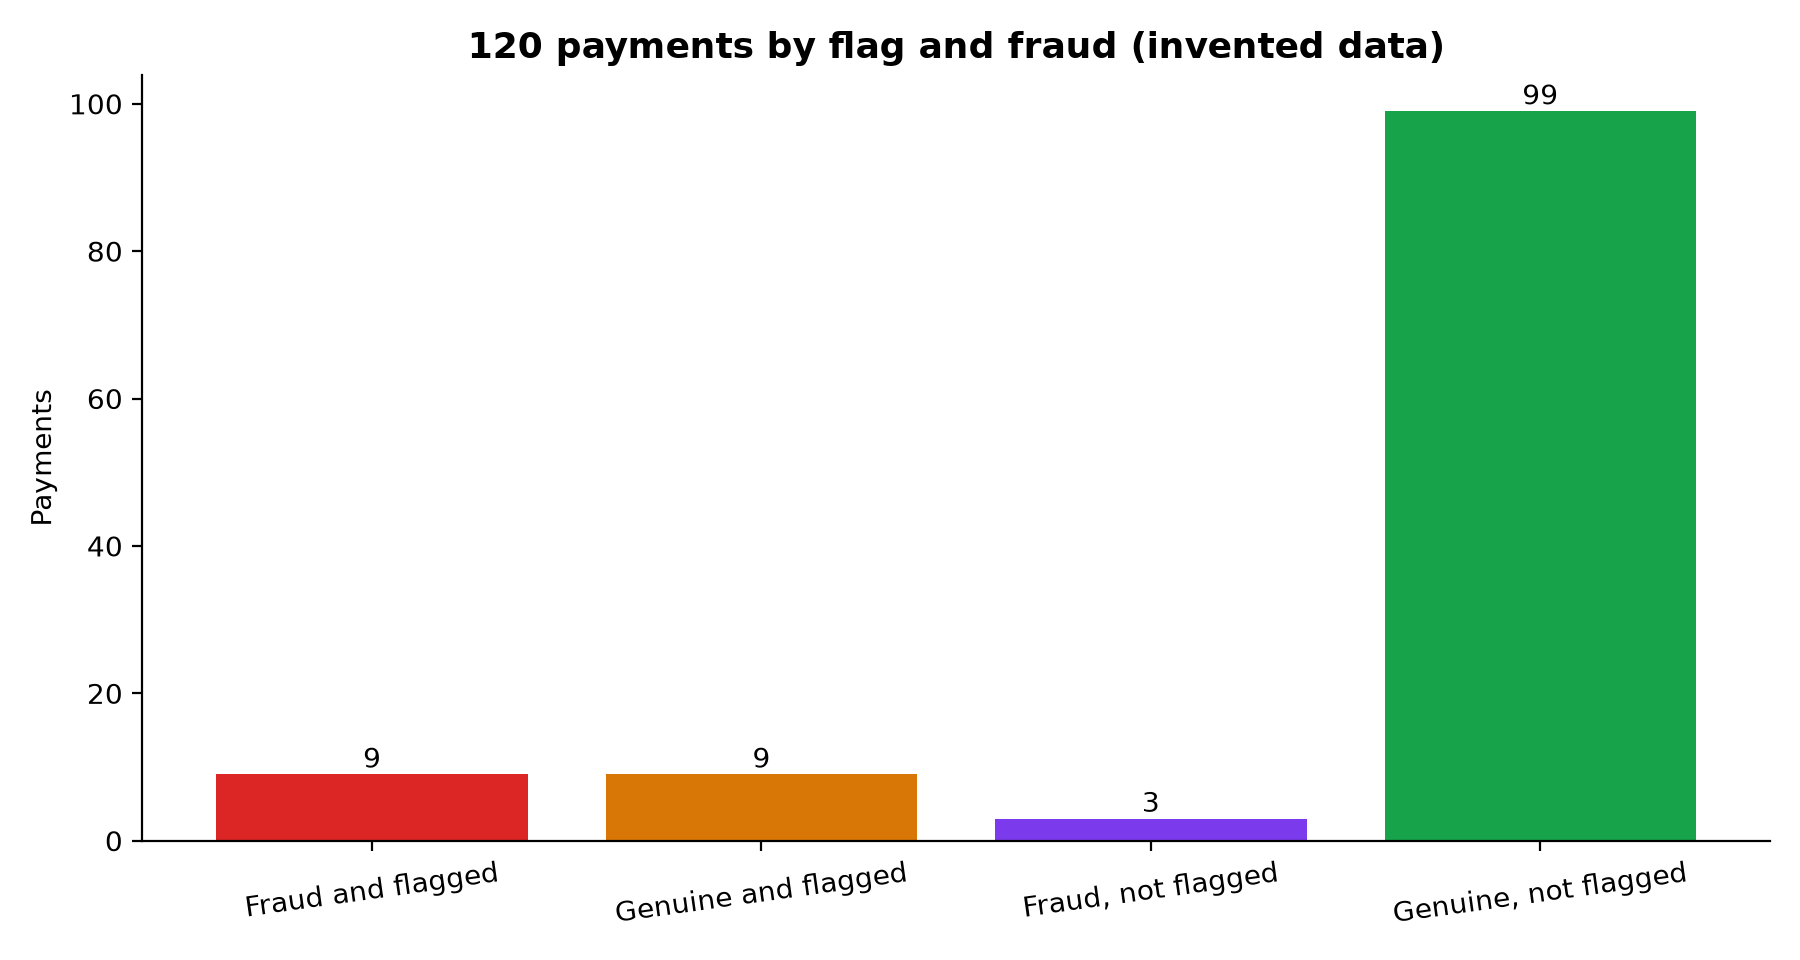 120 payments by flag and fraud (invented data)
Payments
100
80
60
40
20
0
9
9
3
99
Fraud and flagged
Genuine and flagged
Fraud, not flagged
Genuine, not flagged